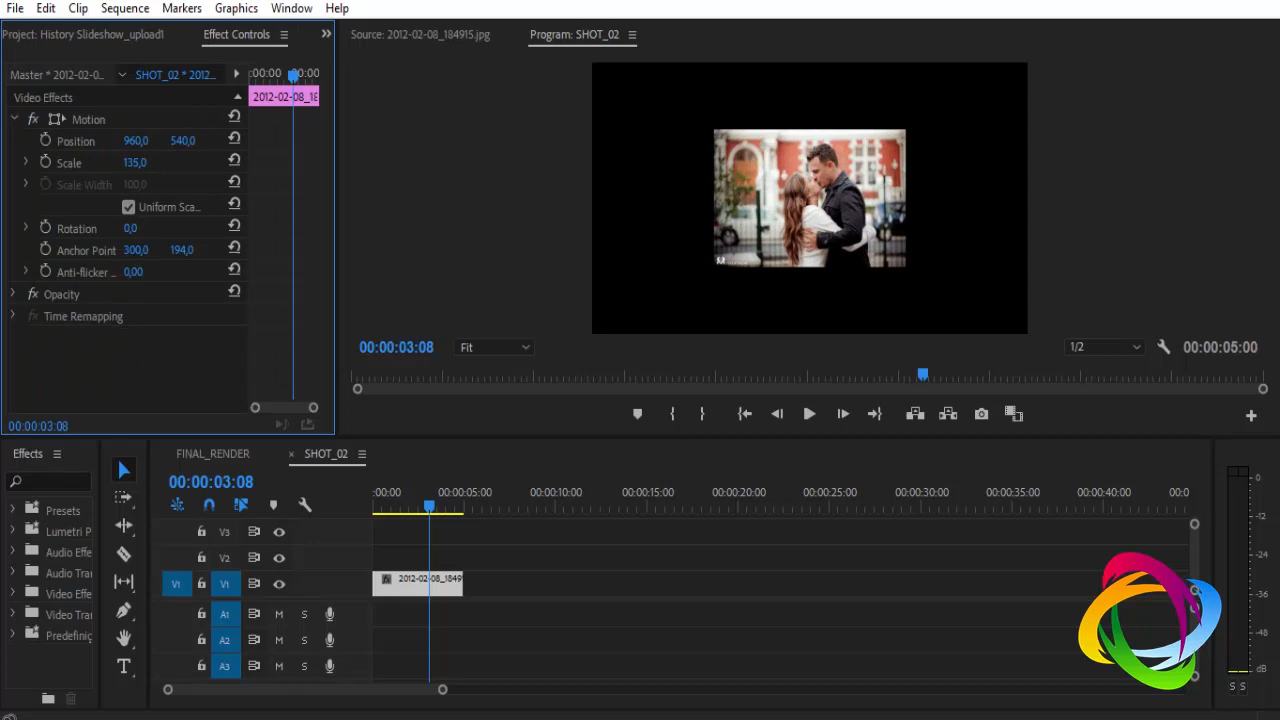 File Edit Clip Sequence Markers Graphics Window Help
Project: History Slideshow_upload1 Effect Controls
Source: 2012-02-08_184915.jpg Program: SHOT_02
Master * 2012-02-0... SHOT_02 * 2012... :00:00 00:00
Video Effects 2012-02-08_18
fx Motion
Position 960,0 540,0
Scale 135,0
Scale Width 100,0
Uniform Sca...
Rotation 0,0
Anchor Point 300,0 194,0
Anti-flicker ... 0,00
fx Opacity
fx Time Remapping
00:00:03:08
00:00:03:08 Fit 1/2 00:00:05:00
Effects
Presets
Lumetri P
Audio Effe
Audio Tra
Video Effe
Video Tra
Predefiniç
FINAL_RENDER × SHOT_02
00:00:03:08
:00:00 00:00:05:00 00:00:10:00 00:00:15:00 00:00:20:00 00:00:25:00 00:00:30:00 00:00:35:00 00:00:40:00 00:0
V3
V2
V1 V1 fx 2012-02-08_1849
A1 M S
A2 M S
A3 M S
0
-12
-24
-36
-48
dB
S S